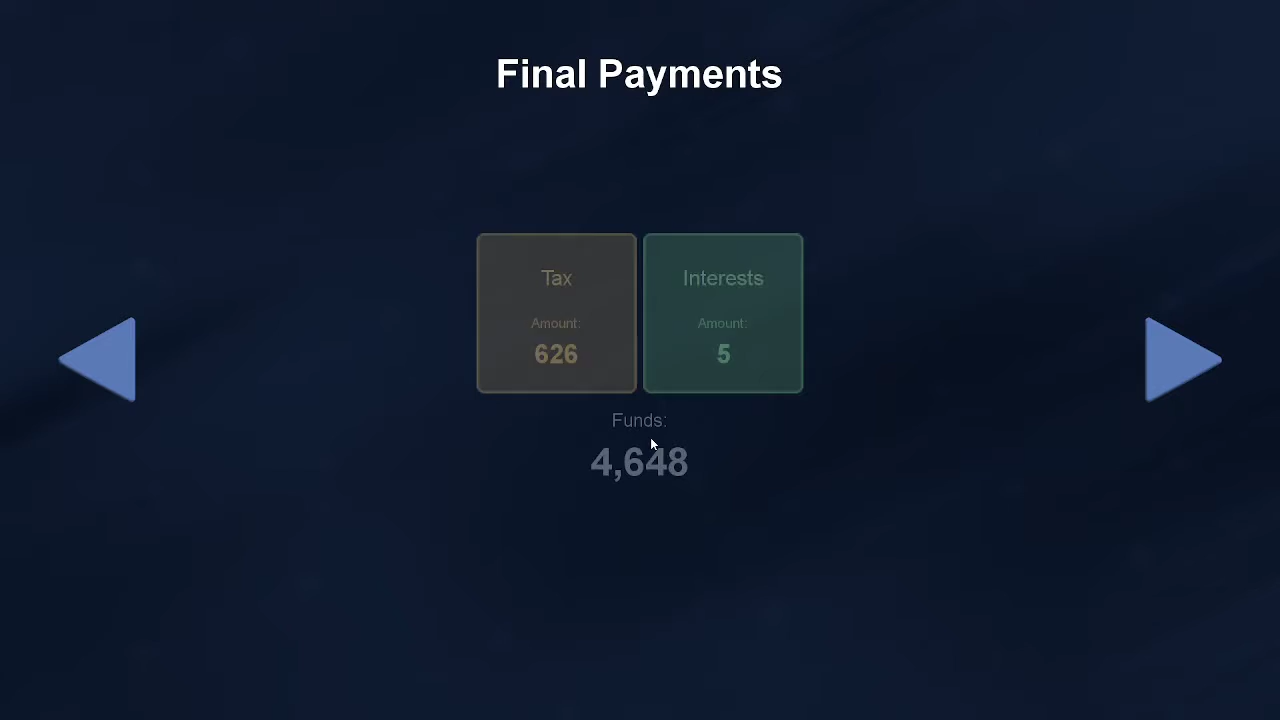 Final Payments
Tax
Amount:
626
Interests
Amount:
5
Funds:
4,648